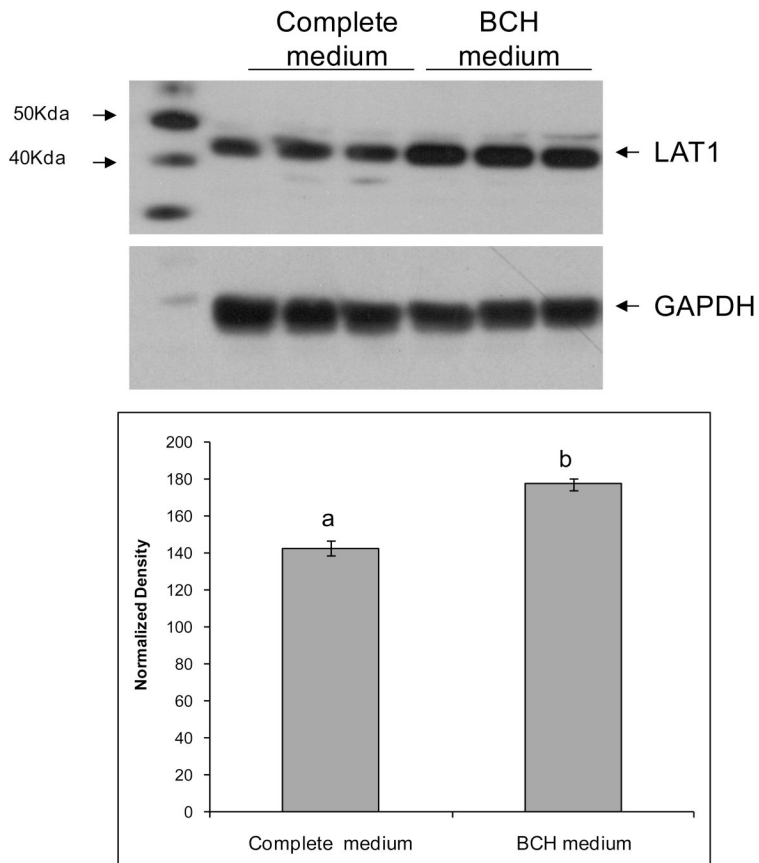 Complete medium
BCH medium
50Kda
40Kda
LAT1
GAPDH
200
180
160
140
120
100
80
60
40
20
0
Normalized Density
a
b
Complete medium
BCH medium